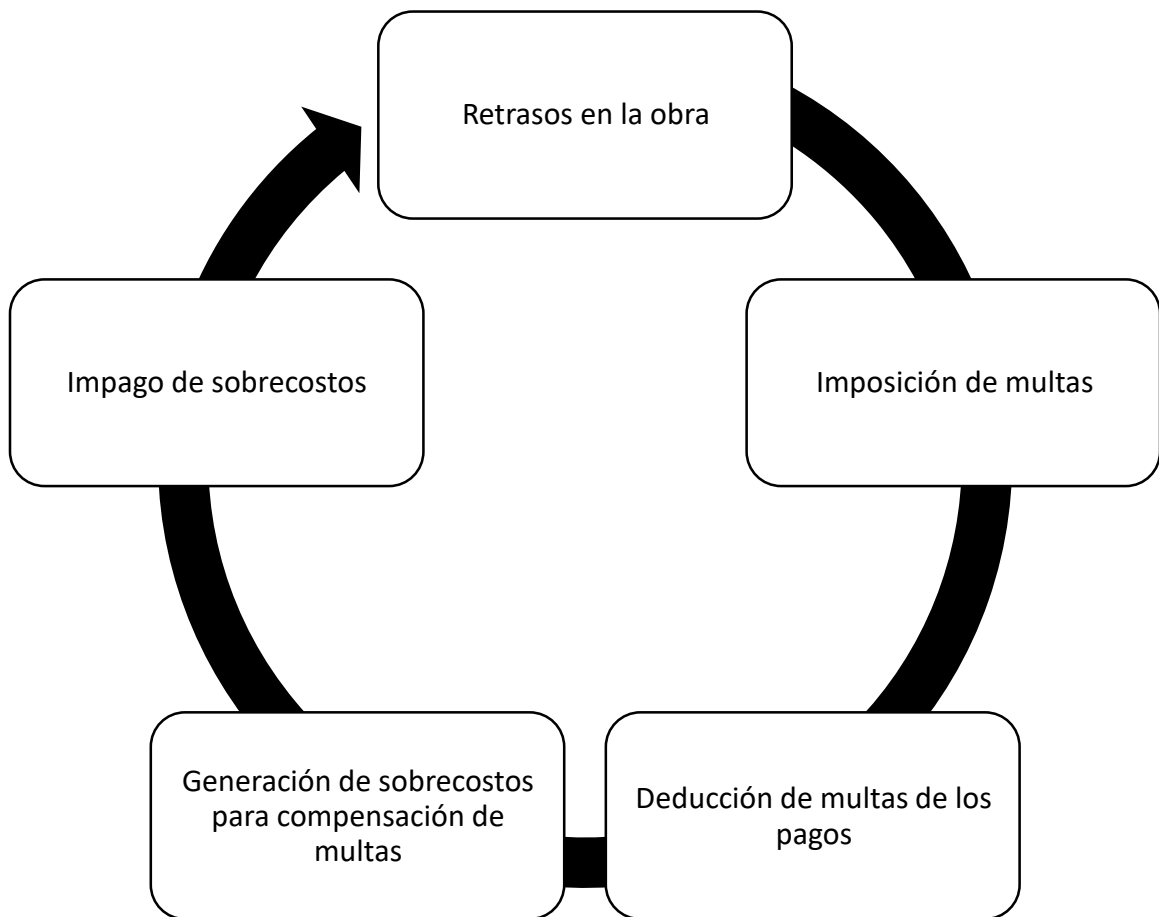 Retrasos en la obra
Imposición de multas
Deducción de multas de los
pagos
Generación de sobrecostos
para compensación de
multas
Impago de sobrecostos